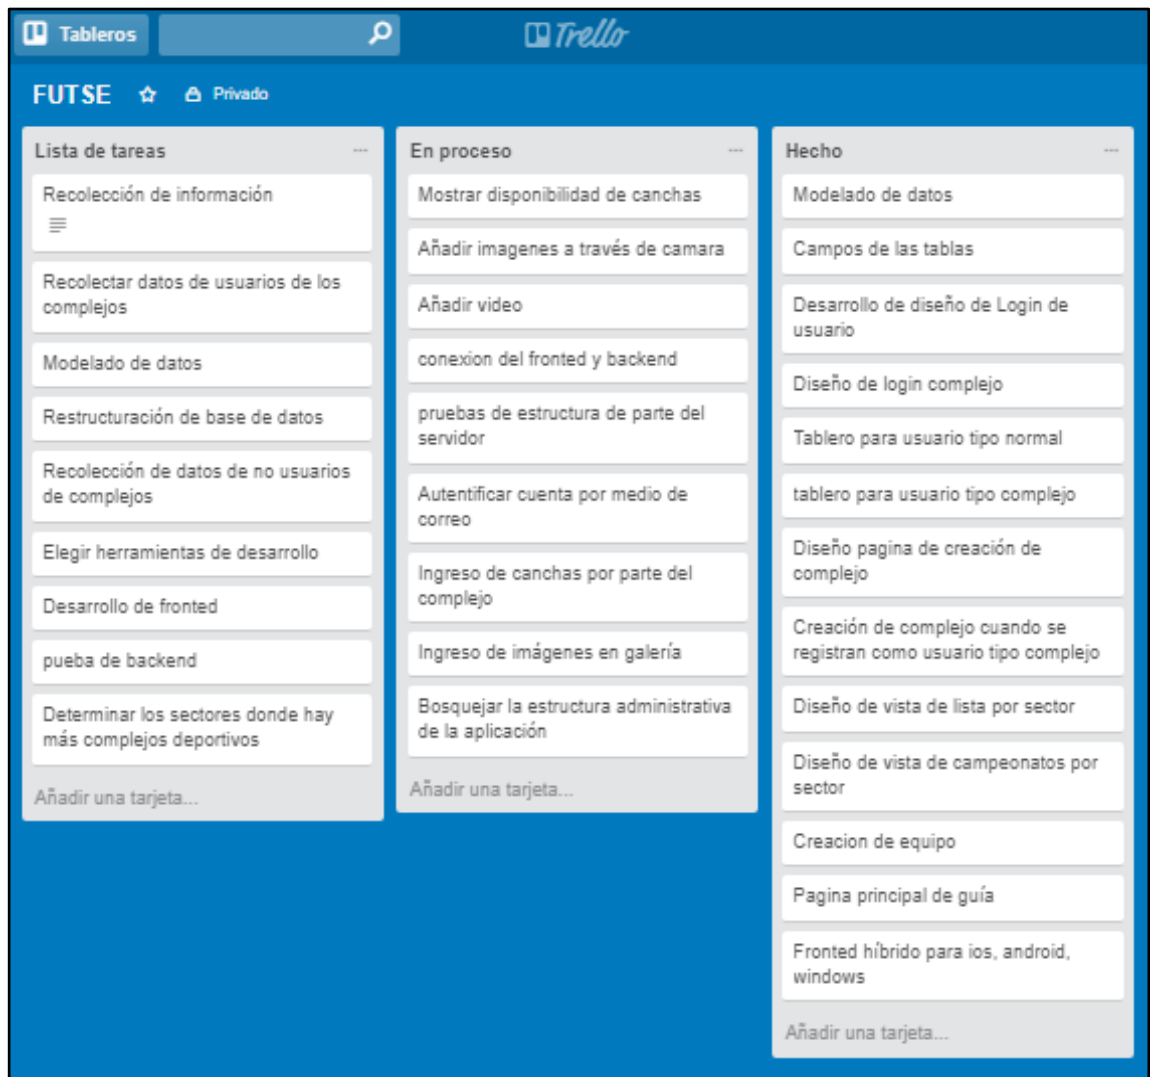 Tableros
Trello
FUTSE
Privado
Lista de tareas
Recolección de información
Recolectar datos de usuarios de los
complejos
Modelado de datos
Restructuración de base de datos
Recolección de datos de no usuarios
de complejos
Elegir herramientas de desarrollo
Desarrollo de fronted
pueba de backend
Determinar los sectores donde hay
más complejos deportivos
Añadir una tarjeta...
En proceso
Mostrar disponibilidad de canchas
Añadir imagenes a través de camara
Añadir video
conexion del fronted y backend
pruebas de estructura de parte del
servidor
Autentificar cuenta por medio de
correo
Ingreso de canchas por parte del
complejo
Ingreso de imágenes en galería
Bosquejar la estructura administrativa
de la aplicación
Añadir una tarjeta...
Hecho
Modelado de datos
Campos de las tablas
Desarrollo de diseño de Login de
usuario
Diseño de login complejo
Tablero para usuario tipo normal
tablero para usuario tipo complejo
Diseño pagina de creación de
complejo
Creación de complejo cuando se
registran como usuario tipo complejo
Diseño de vista de lista por sector
Diseño de vista de campeonatos por
sector
Creacion de equipo
Pagina principal de guía
Fronted híbrido para ios, android,
windows
Añadir una tarjeta...